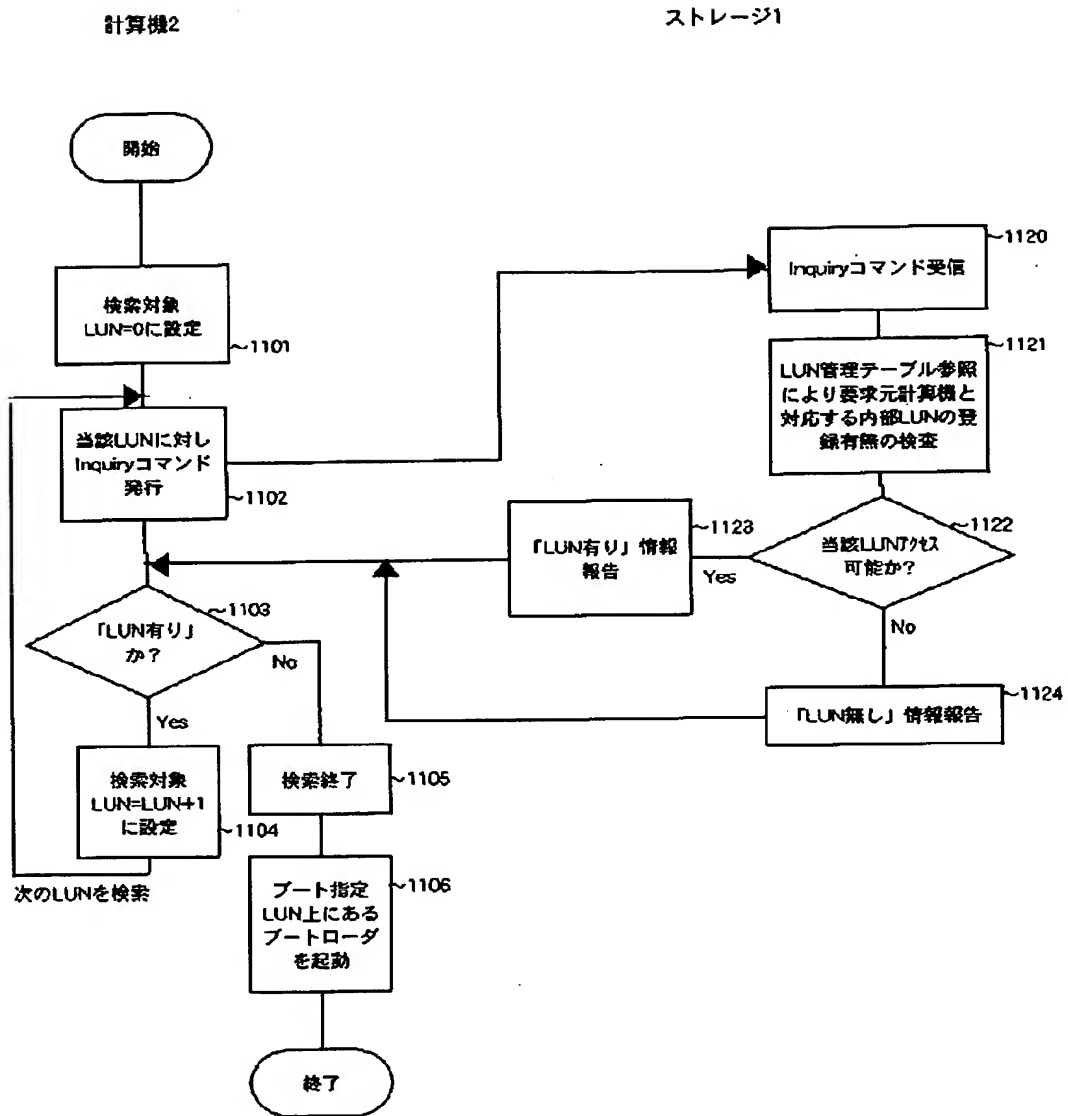 計算機2
ストレージ1
開始
検索対象
LUN=0に設定
~1101
当該LUNに対し
Inquiryコマンド
発行
~1102
「LUN有り」
か?
~1103
No
Yes
検索対象
LUN=LUN+1
に設定
~1104
次のLUNを検索
検索終了
~1105
ブート指定
LUN上にある
ブートローダ
を起動
~1106
終了
Inquiryコマンド受信
~1120
LUN管理テーブル参照
により要求元計算機と
対応する内部LUNの登
録有無の検査
~1121
当該LUNアクセス
可能か?
~1122
Yes
No
「LUN有り」情報
報告
~1123
「LUN無し」情報報告
~1124